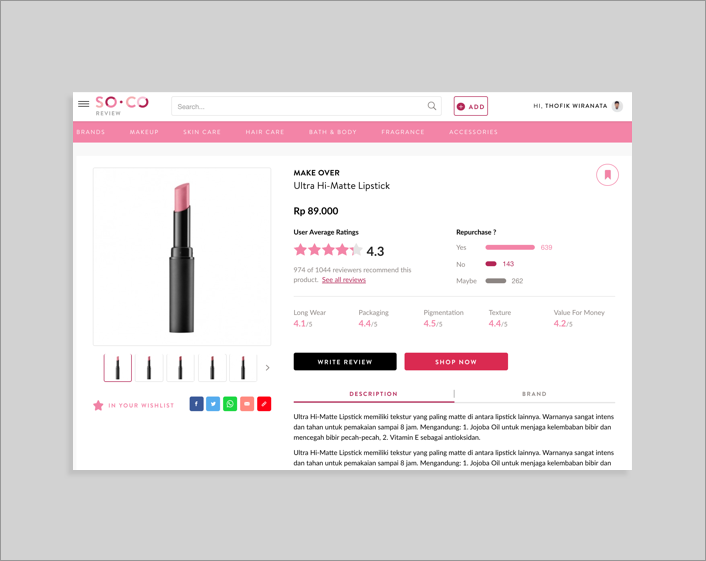 SO•CO
REVIEW
Search...
ADD
HI, THOFIK WIRANATA
BRANDS MAKEUP SKIN CARE HAIR CARE BATH & BODY FRAGRANCE ACCESSORIES
MAKE OVER
Ultra Hi-Matte Lipstick
Rp 89.000
User Average Ratings
4.3
974 of 1044 reviewers recommend this
product. See all reviews
Repurchase ?
Yes 839
No 143
Maybe 262
Long Wear Packaging Pigmentation Texture Value For Money
4.1/5 4.4/5 4.5/5 4.4/5 4.2/5
WRITE REVIEW SHOP NOW
IN YOUR WISHLIST
DESCRIPTION BRAND
Ultra Hi-Matte Lipstick memiliki tekstur yang paling matte di antara lipstick lainnya. Warnanya sangat intens
dan tahan untuk pemakaian sampai 8 jam. Mengandung: 1. Jojoba Oil untuk menjaga kelembaban bibir dan
mencegah bibir pecah-pecah, 2. Vitamin E sebagai antioksidan.
Ultra Hi-Matte Lipstick memiliki tekstur yang paling matte di antara lipstick lainnya. Warnanya sangat intens
dan tahan untuk pemakaian sampai 8 jam. Mengandung: 1. Jojoba Oil untuk menjaga kelembaban bibir dan